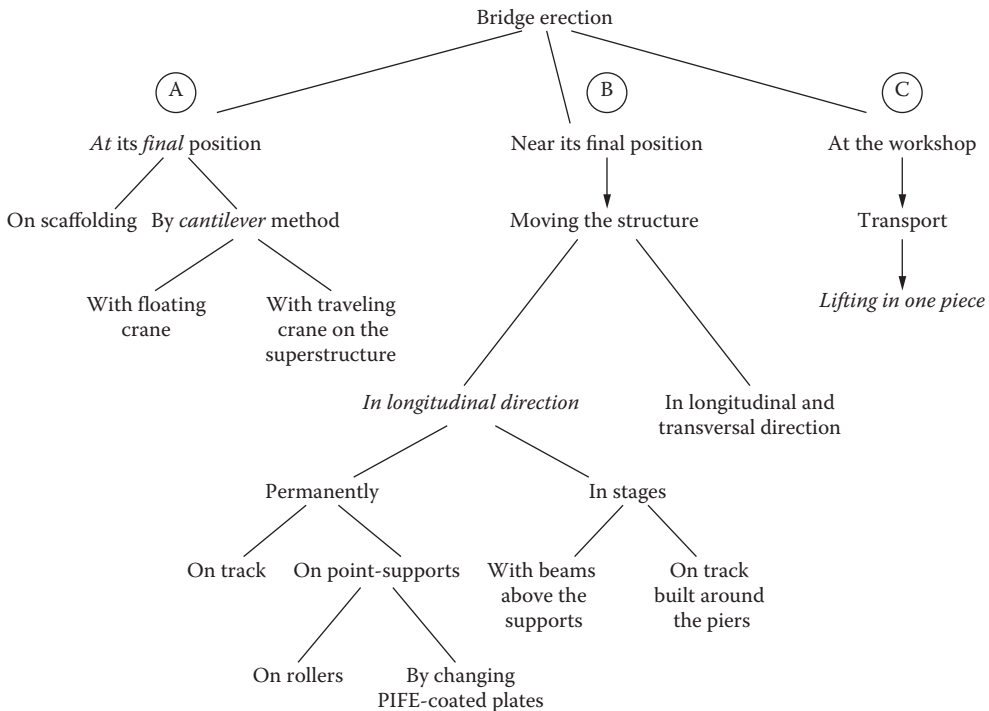 Bridge erection
A
B
C
At its final position
Near its final position
At the workshop
On scaffolding
By cantilever method
Moving the structure
Transport
With floating
crane
With traveling
crane on the
superstructure
Lifting in one piece
In longitudinal direction
In longitudinal and
transversal direction
Permanently
In stages
On track
On point-supports
With beams
above the
supports
On track
built around
the piers
On rollers
By changing
PIFE-coated plates